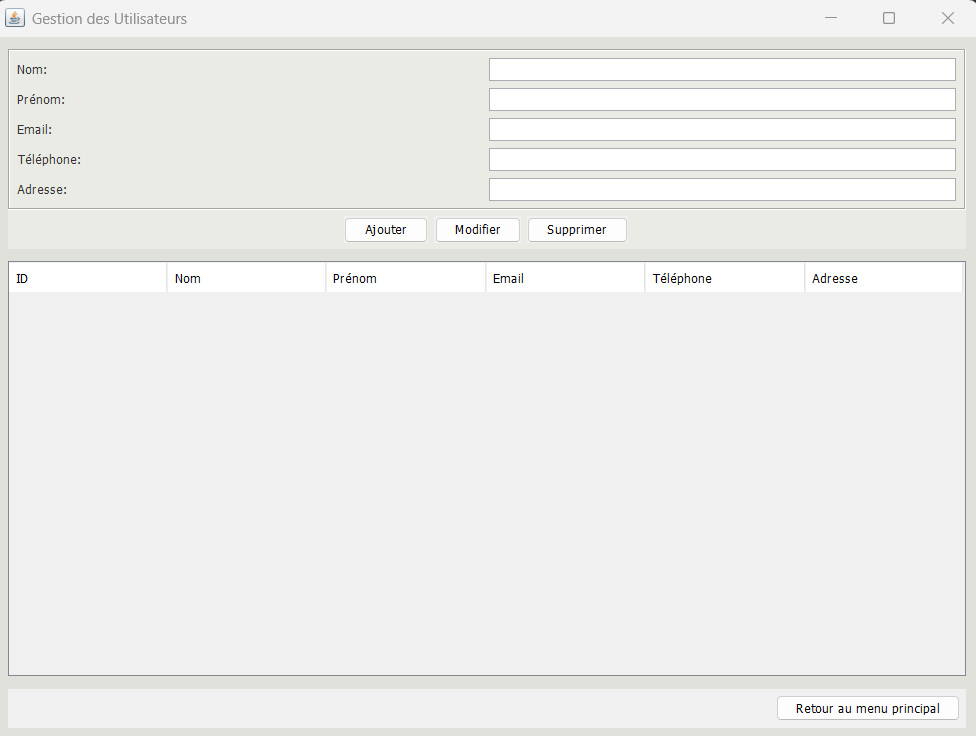 Gestion des Utilisateurs
Nom:
Prénom:
Email:
Téléphone:
Adresse:
Ajouter Modifier Supprimer
ID Nom Prénom Email Téléphone Adresse
Retour au menu principal